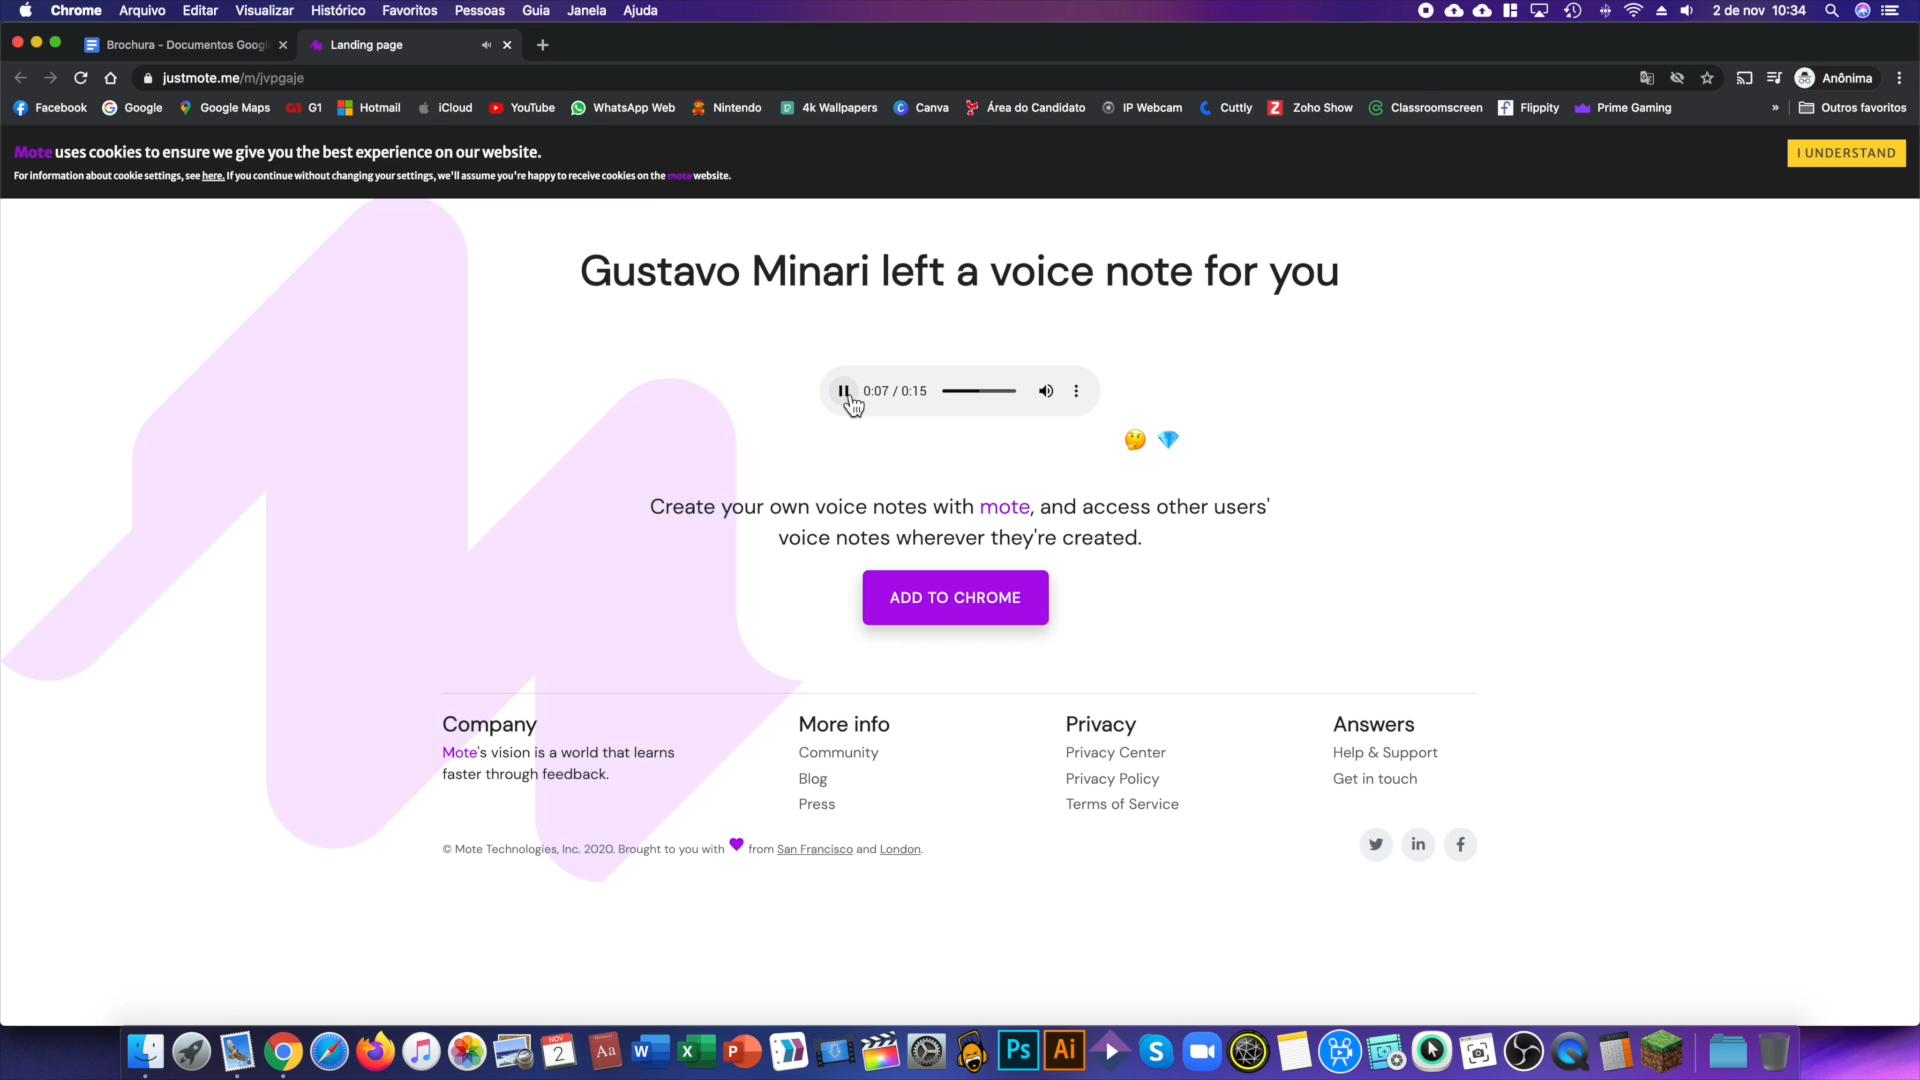 Chrome Arquivo Editar Visualizar Histórico Favoritos Pessoas Guia Janela Ajuda 2 de nov 10:34
Brochura - Documentos Goog Landing page
justmote.me/m/jvpgaje Anônima
Facebook Google Google Maps G1 Hotmail iCloud YouTube WhatsApp Web Nintendo 4k Wallpapers Canva Área do Candidato IP Webcam Cuttly Zoho Show Classroomscreen Flippity Prime Gaming » Outros favoritos
Mote uses cookies to ensure we give you the best experience on our website.
I UNDERSTAND
For information about cookie settings, see here. If you continue without changing your settings, we'll assume you're happy to receive cookies on the mote website.
Gustavo Minari left a voice note for you
0:07 / 0:15
Create your own voice notes with mote, and access other users'
voice notes wherever they're created.
ADD TO CHROME
Company
Mote's vision is a world that learns
faster through feedback.
More info
Community
Blog
Press
Privacy
Privacy Center
Privacy Policy
Terms of Service
Answers
Help & Support
Get in touch
© Mote Technologies, Inc. 2020. Brought to you with 💜 from San Francisco and London.
NOV
2
Aa
W
X
P
Ps
Ai
S